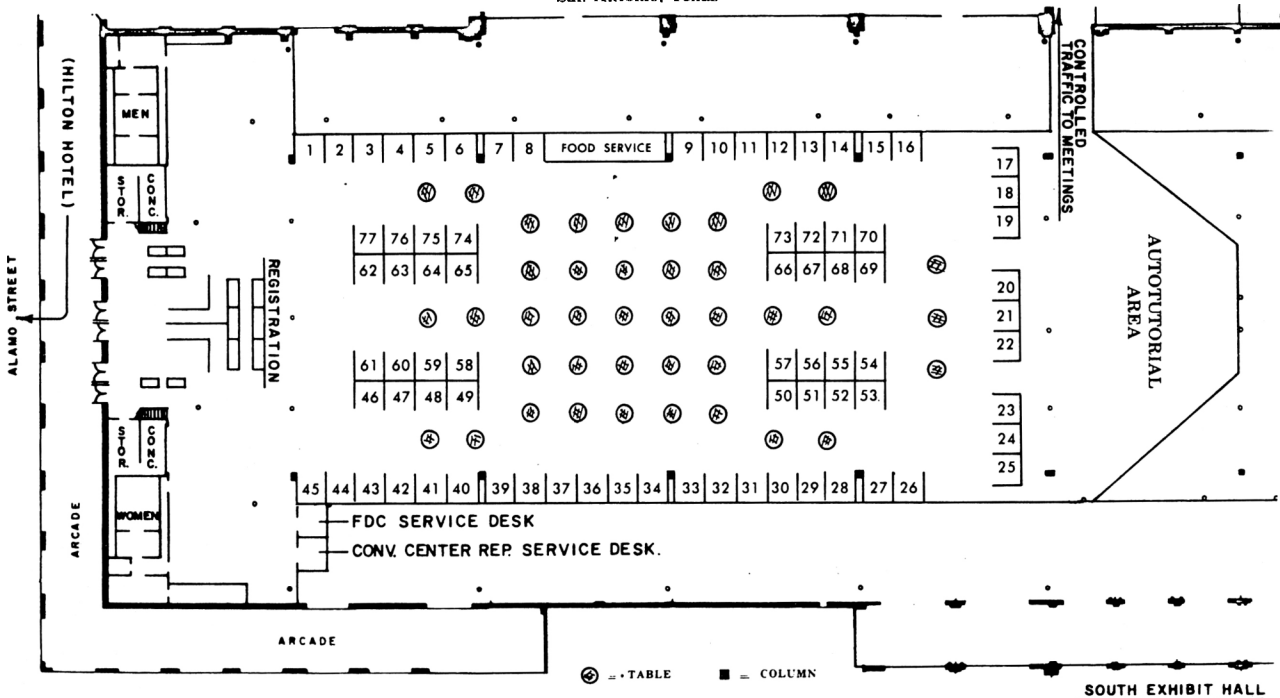 CONTROLLED
TRAFFIC TO MEETINGS
(HILTON HOTEL)
ALAMO STREET
MEN
STOR.
CONC.
1 2 3 4 5 6 7 8 FOOD SERVICE 9 10 11 12 13 14 15 16
17
18
19
77 76 75 74
62 63 64 65
73 72 71 70
66 67 68 69
REGISTRATION
20
21
22
AUTOTUTORIAL
AREA
61 60 59 58
46 47 48 49
57 56 55 54
50 51 52 53
23
24
25
STOR.
CONC.
WOMEN
45 44 43 42 41 40 39 38 37 36 35 34 33 32 31 30 29 28 27 26
FDC SERVICE DESK
CONV. CENTER REP. SERVICE DESK.
ARCADE
ARCADE
= TABLE
= COLUMN
SOUTH EXHIBIT HALL